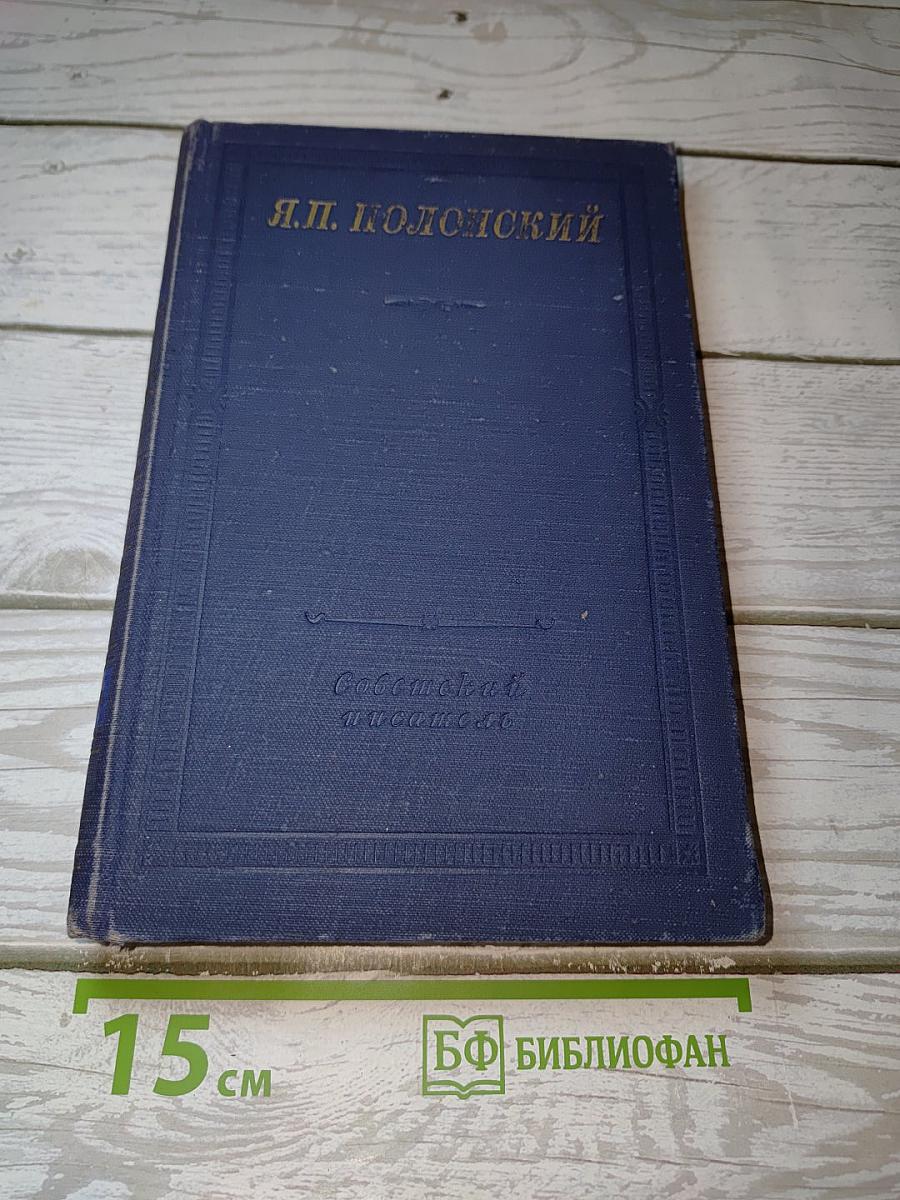 Я.П. ПОЛОНСКИЙ
Советский
писатель
15 см
БФ БИБЛИОФАН